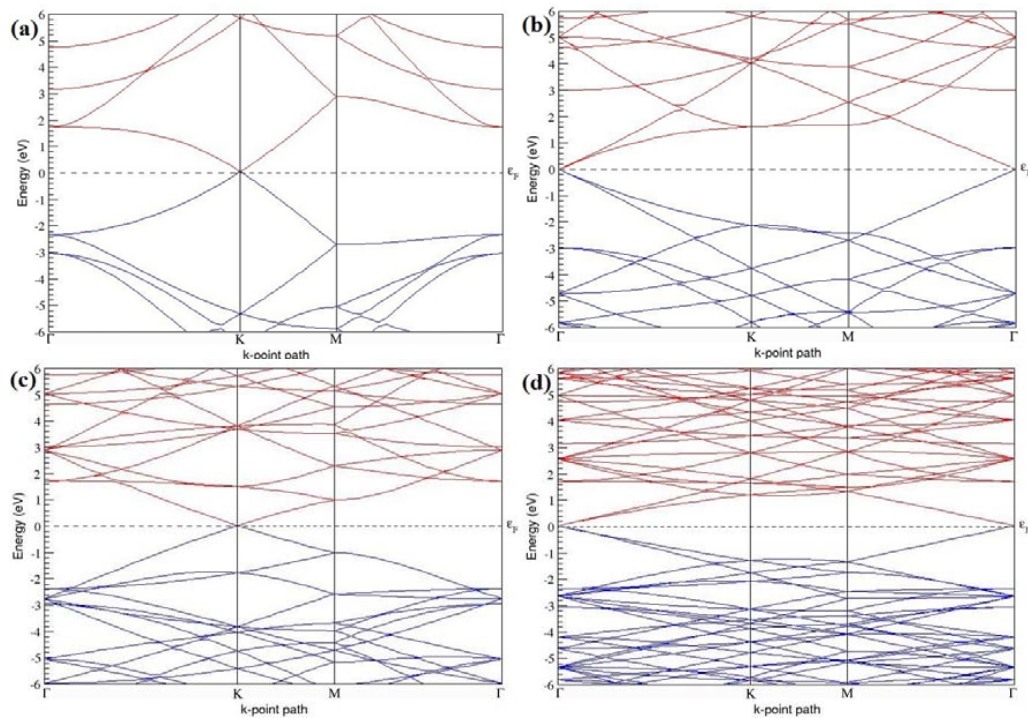 (a)
6
5
4
3
2
1
0
-1
-2
-3
-4
-5
-6
Energy (eV)
εF
Γ K M Γ
k-point path
(b)
6
5
4
3
2
1
0
-1
-2
-3
-4
-5
-6
Energy (eV)
ε
Γ K M Γ
k-point path
(c)
6
5
4
3
2
1
0
-1
-2
-3
-4
-5
-6
Energy (eV)
εF
Γ K M Γ
k-point path
(d)
6
5
4
3
2
1
0
-1
-2
-3
-4
-5
-6
Energy (eV)
ε
Γ K M Γ
k-point path